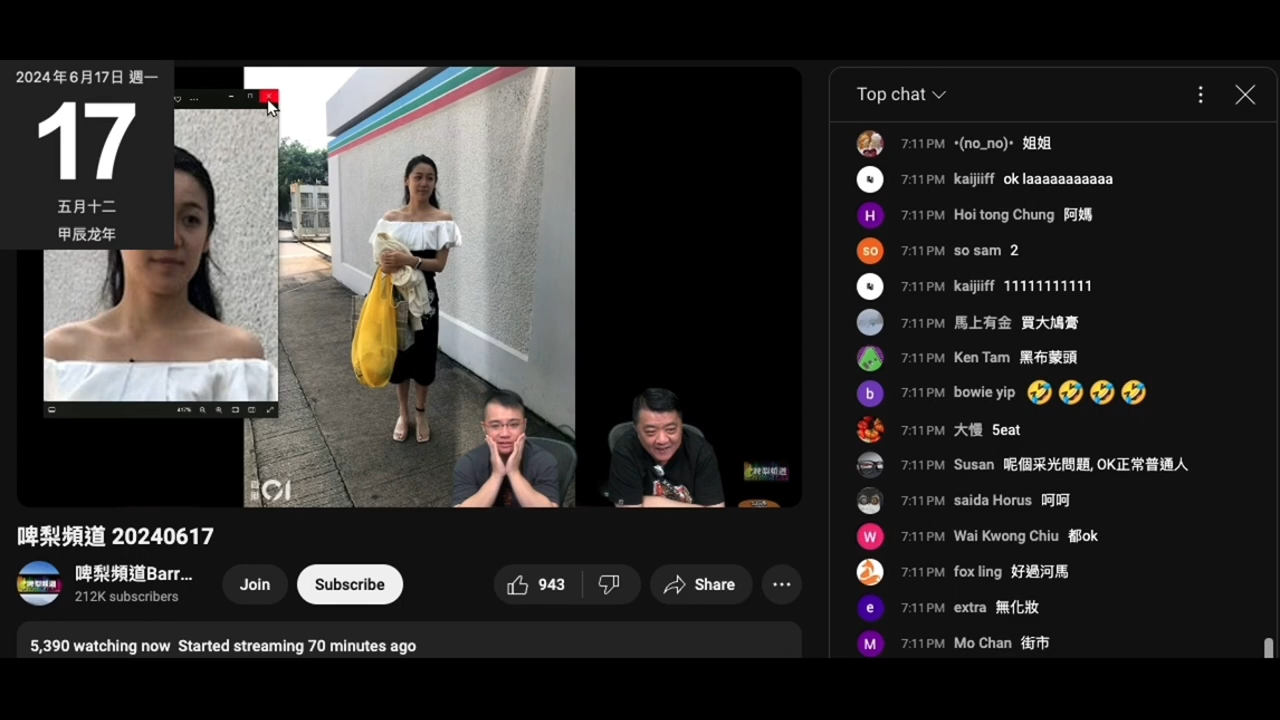 2024年6月17日 週一
17
五月十二
甲辰龙年
417%
01
啤梨頻道
啤梨頻道 20240617
啤梨頻道Barr...
212K subscribers
Join
Subscribe
943
Share
5,390 watching now Started streaming 70 minutes ago
Top chat
7:11 PM •(no_no)• 姐姐
7:11 PM kaijiiff ok laaaaaaaaaaa
H 7:11 PM Hoi tong Chung 阿媽
so 7:11 PM so sam 2
7:11 PM kaijiiff 11111111111
7:11 PM 馬上有金 買大鳩膏
7:11 PM Ken Tam 黑布蒙頭
b 7:11 PM bowie yip 🤣🤣🤣🤣
7:11 PM 大慢 5eat
7:11 PM Susan 呢個采光問題, OK正常普通人
7:11 PM saida Horus 呵呵
W 7:11 PM Wai Kwong Chiu 都ok
7:11 PM fox ling 好過河馬
e 7:11 PM extra 無化妝
M 7:11 PM Mo Chan 街市